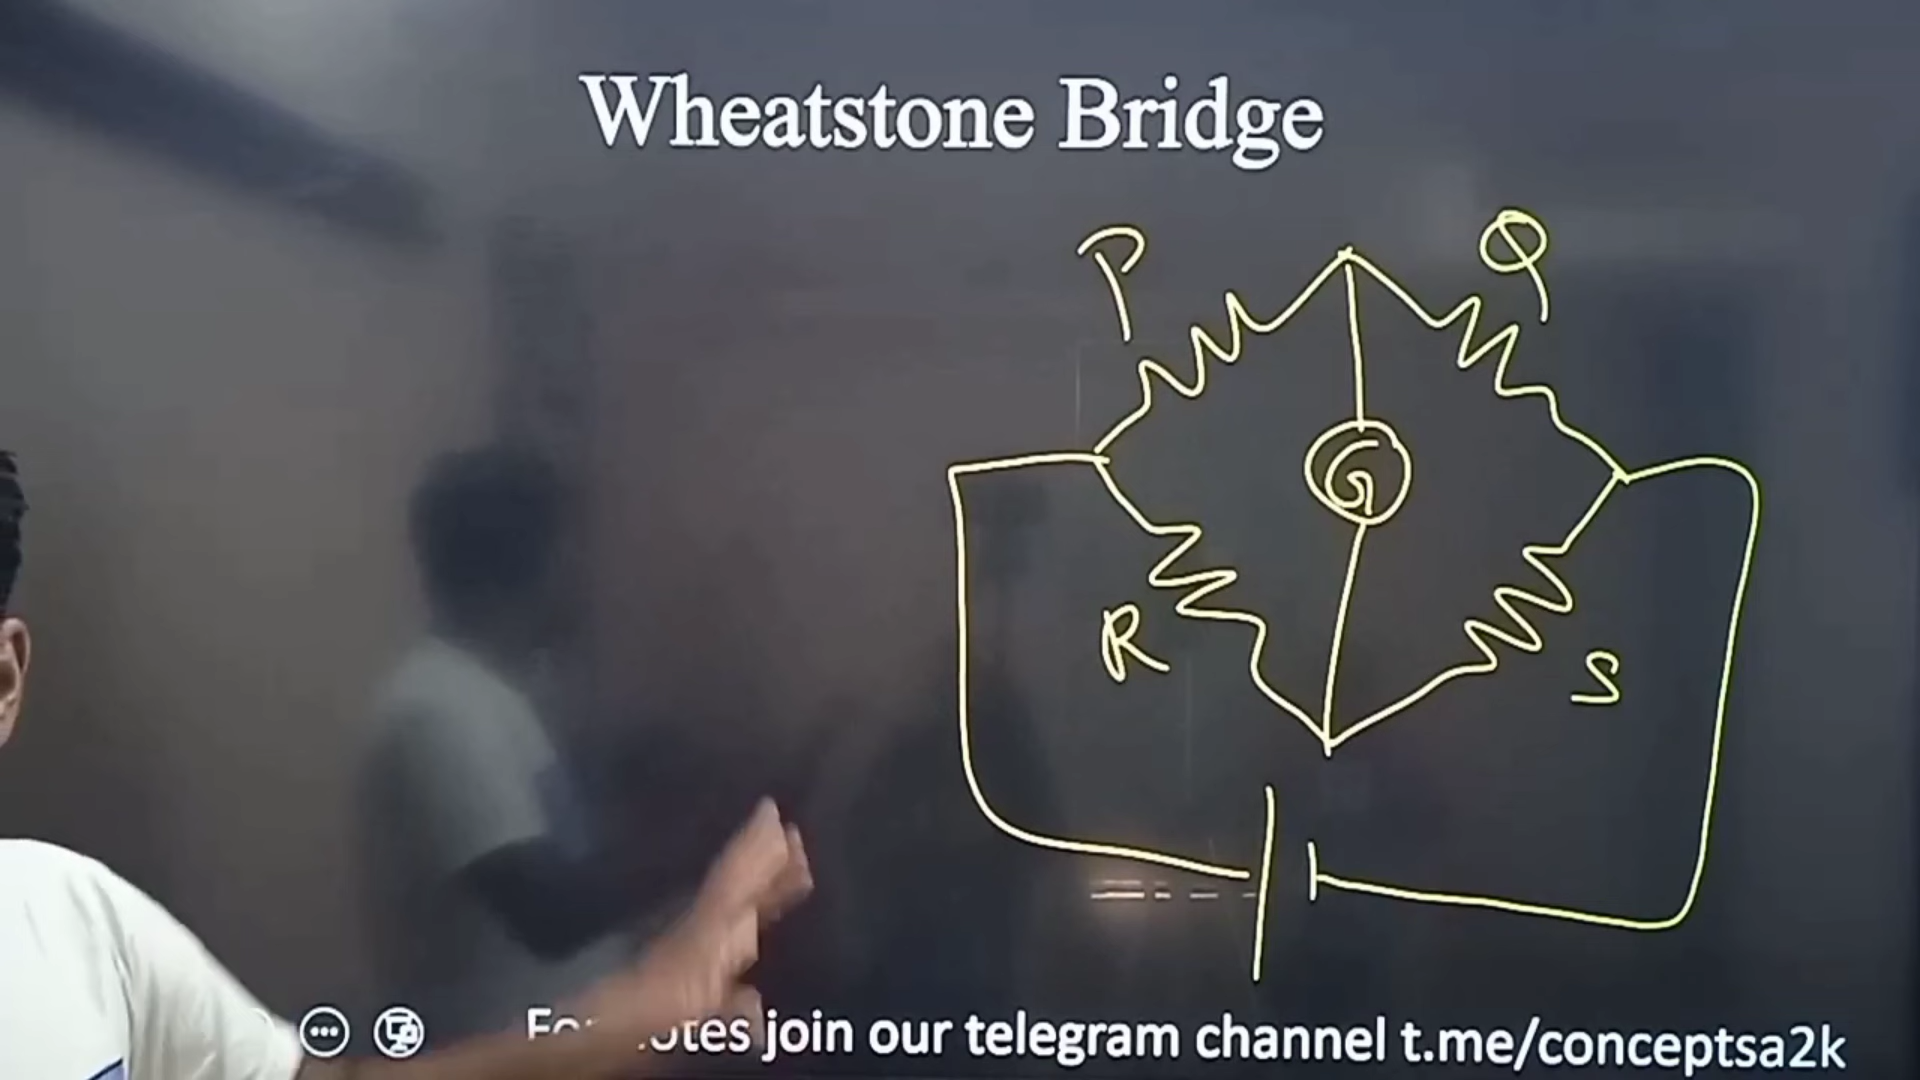 Wheatstone Bridge
P
Q
G
R
S
join our telegram channel t.me/conceptsa2k